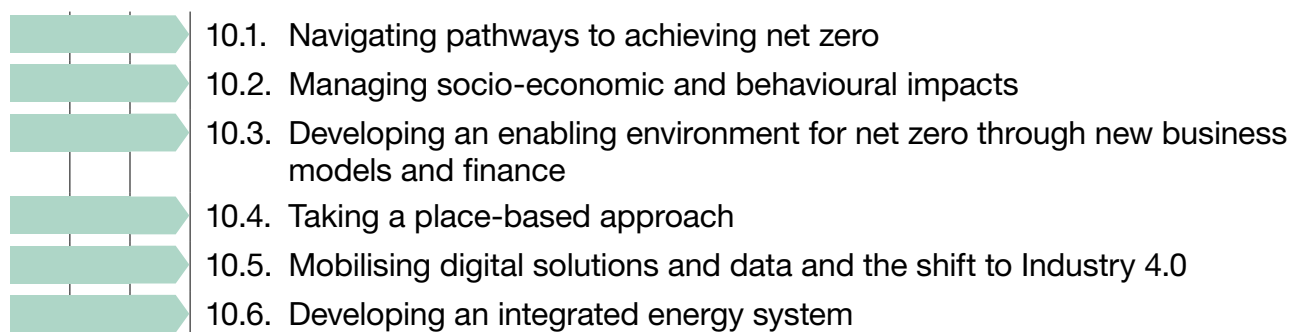 10.1. Navigating pathways to achieving net zero
10.2. Managing socio-economic and behavioural impacts
10.3. Developing an enabling environment for net zero through new business
models and finance
10.4. Taking a place-based approach
10.5. Mobilising digital solutions and data and the shift to Industry 4.0
10.6. Developing an integrated energy system